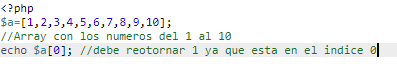 <?php
$a=[1,2,3,4,5,6,7,8,9,10];
//Array con los numeros del 1 al 10
echo $a[0]; //debe reotornar 1 ya que esta en el indice 0